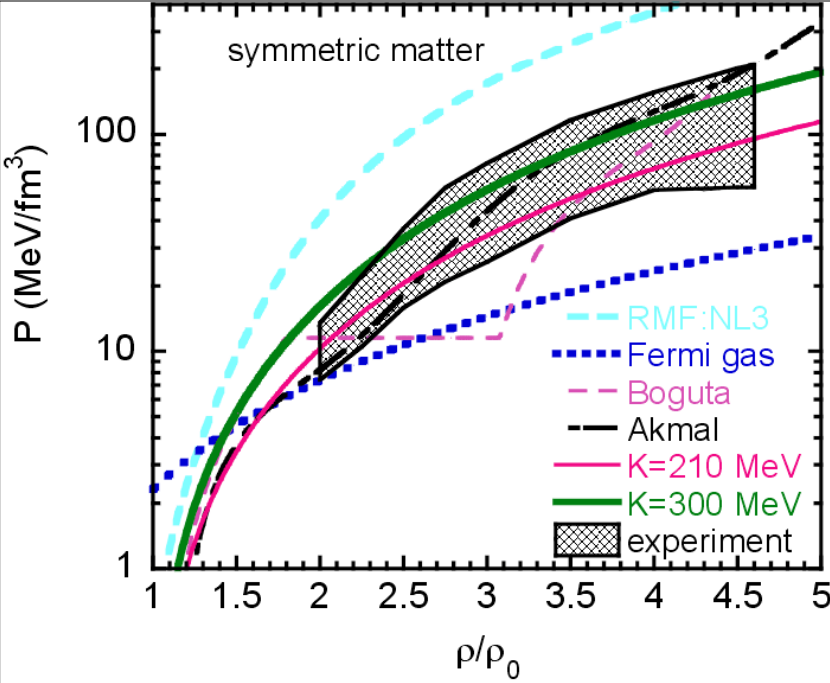 symmetric matter
P (MeV/fm³)
100
10
1
RMF:NL3
Fermi gas
Boguta
Akmal
K=210 MeV
K=300 MeV
experiment
1 1.5 2 2.5 3 3.5 4 4.5 5
ρ/ρ₀